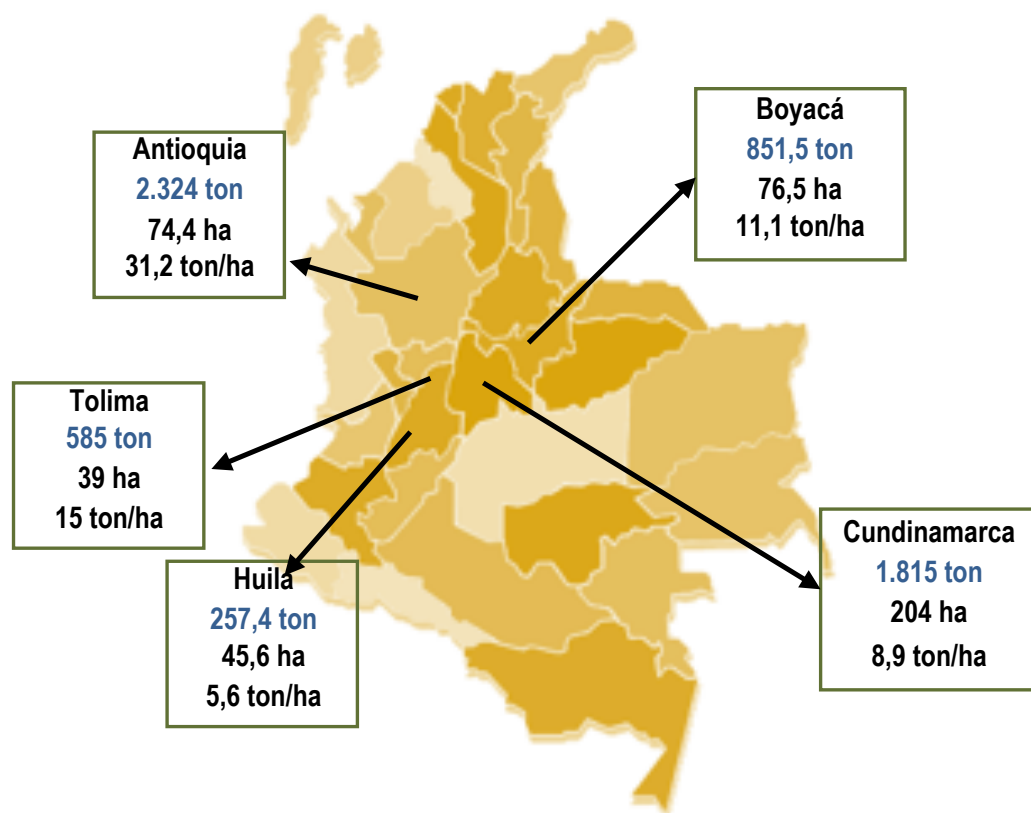 Antioquia
2.324 ton
74,4 ha
31,2 ton/ha
Boyacá
851,5 ton
76,5 ha
11,1 ton/ha
Tolima
585 ton
39 ha
15 ton/ha
Huila
257,4 ton
45,6 ha
5,6 ton/ha
Cundinamarca
1.815 ton
204 ha
8,9 ton/ha